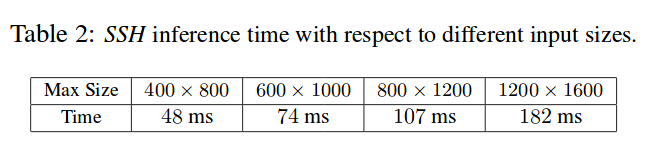 Table 2: SSH inference time with respect to different input sizes.
Max Size 400 × 800 600 × 1000 800 × 1200 1200 × 1600
Time 48 ms 74 ms 107 ms 182 ms